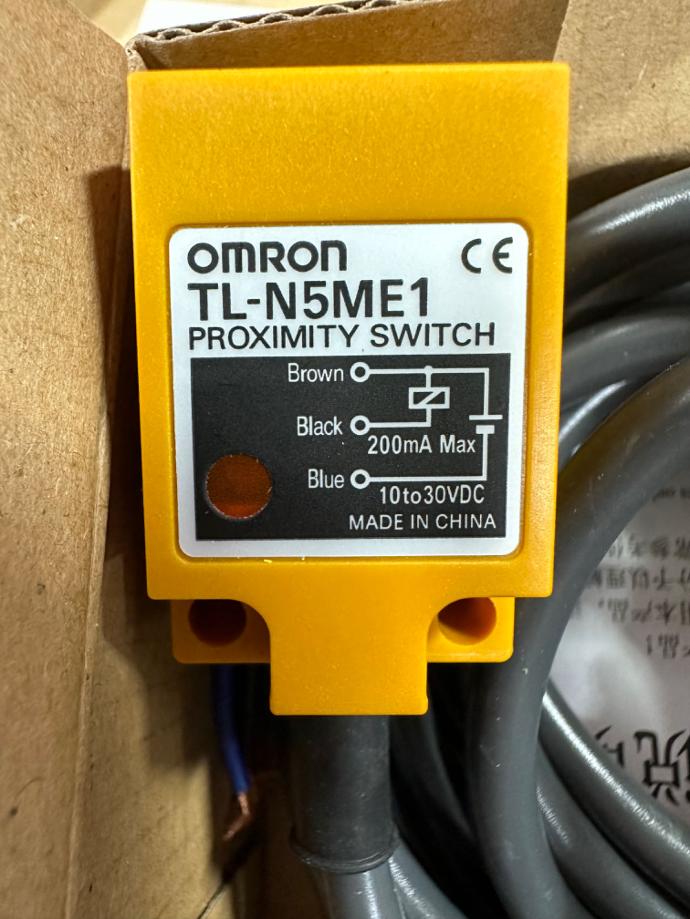 OMRON CE
TL-N5ME1
PROXIMITY SWITCH
Brown
Black
200mA Max
Blue
10to30VDC
MADE IN CHINA